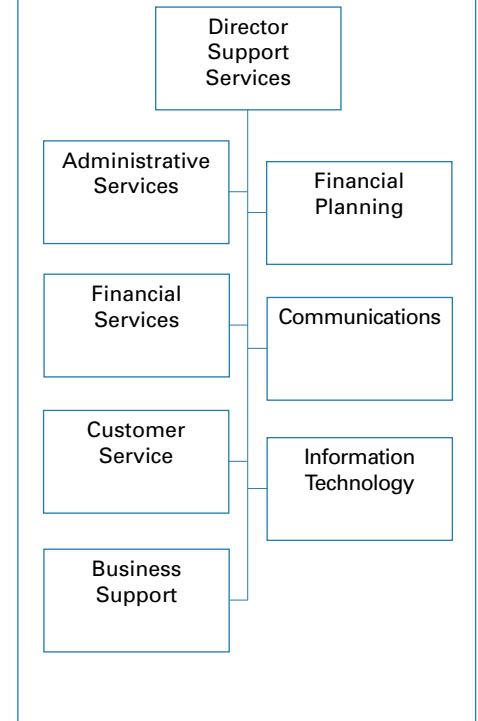 Director
Support
Services
Administrative
Services
Financial
Planning
Financial
Services
Communications
Customer
Service
Information
Technology
Business
Support